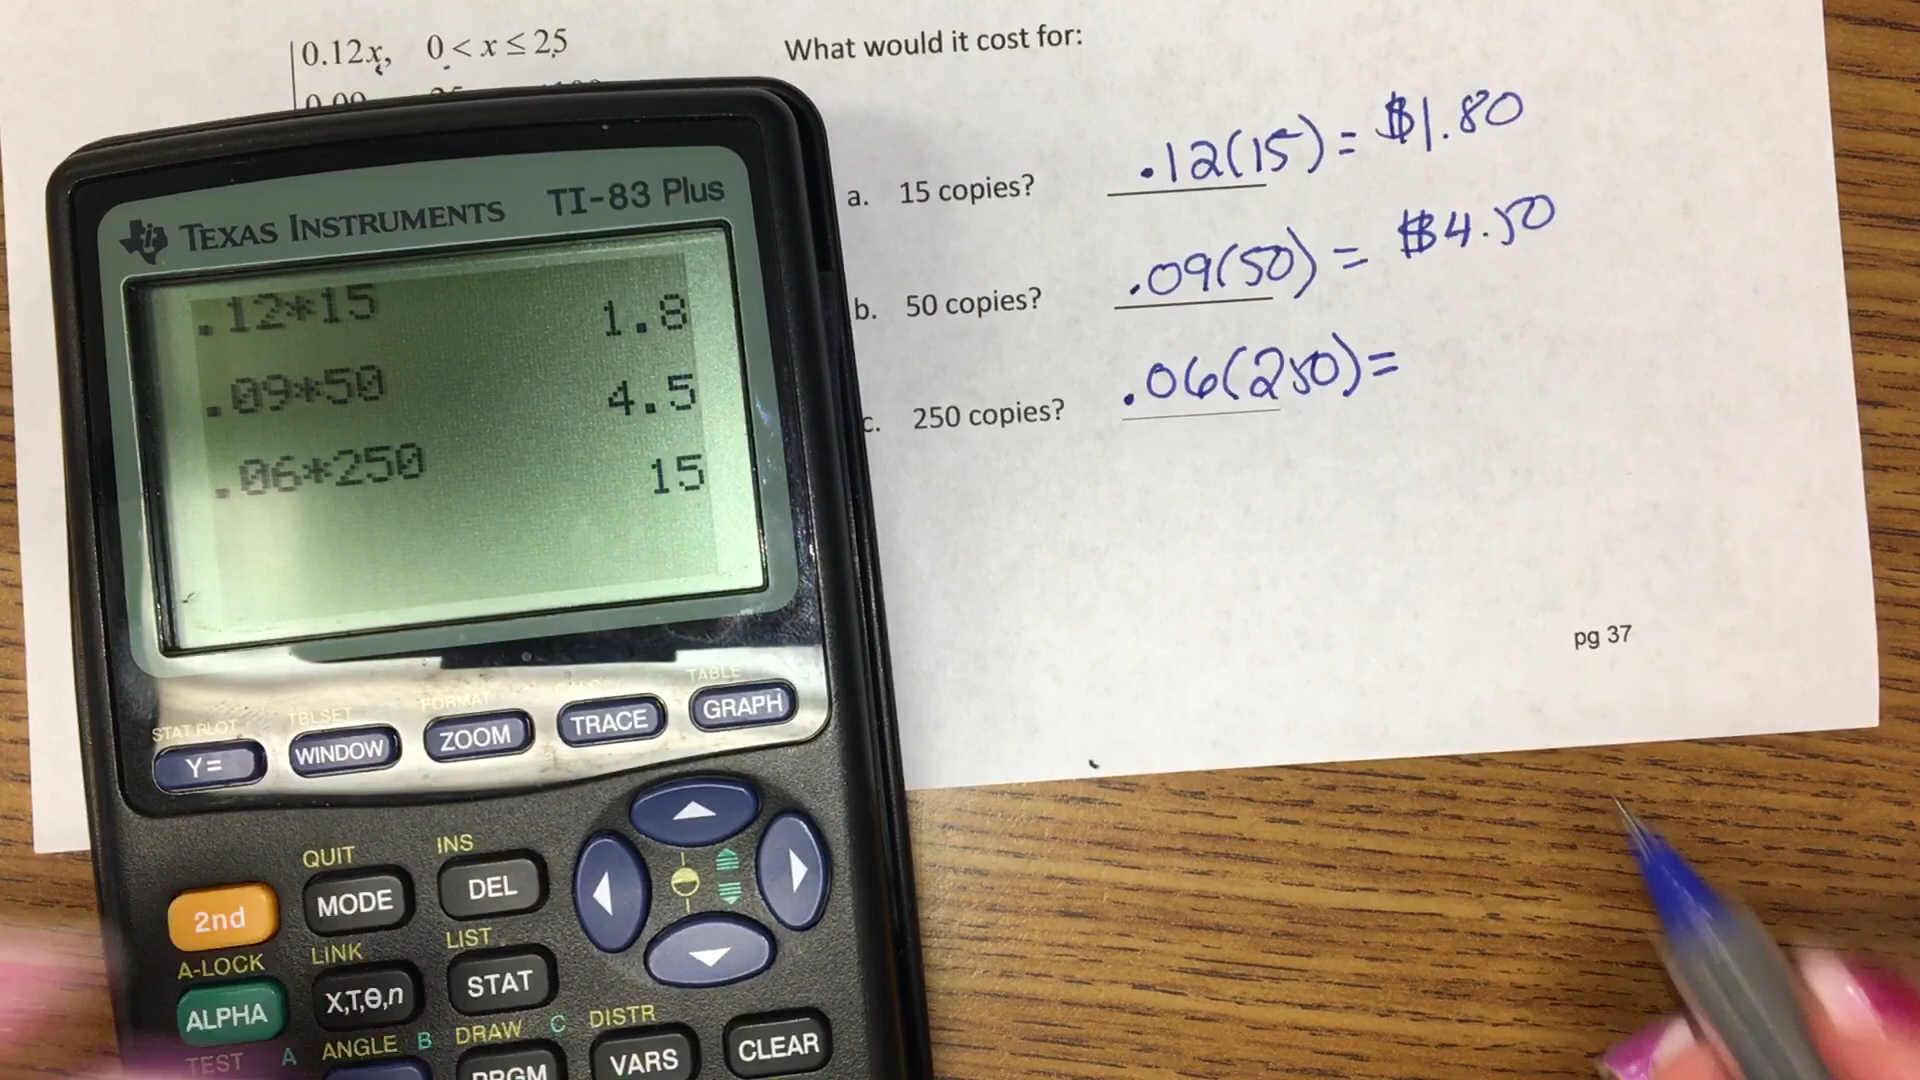 0.12x, 0 < x ≤ 25
What would it cost for:
a. 15 copies? .12(15) = $1.80
b. 50 copies? .09(50) = $4.50
c. 250 copies? .06(250) =
pg 37
TEXAS INSTRUMENTS TI-83 Plus
.12*15
1.8
.09*50
4.5
.06*250
15
STAT PLOT TBLSET FORMAT CALC TABLE
Y= WINDOW ZOOM TRACE GRAPH
QUIT INS
2nd MODE DEL
A-LOCK LINK LIST
ALPHA X,T,θ,n STAT
TEST A ANGLE B DRAW C DISTR
PRGM VARS CLEAR